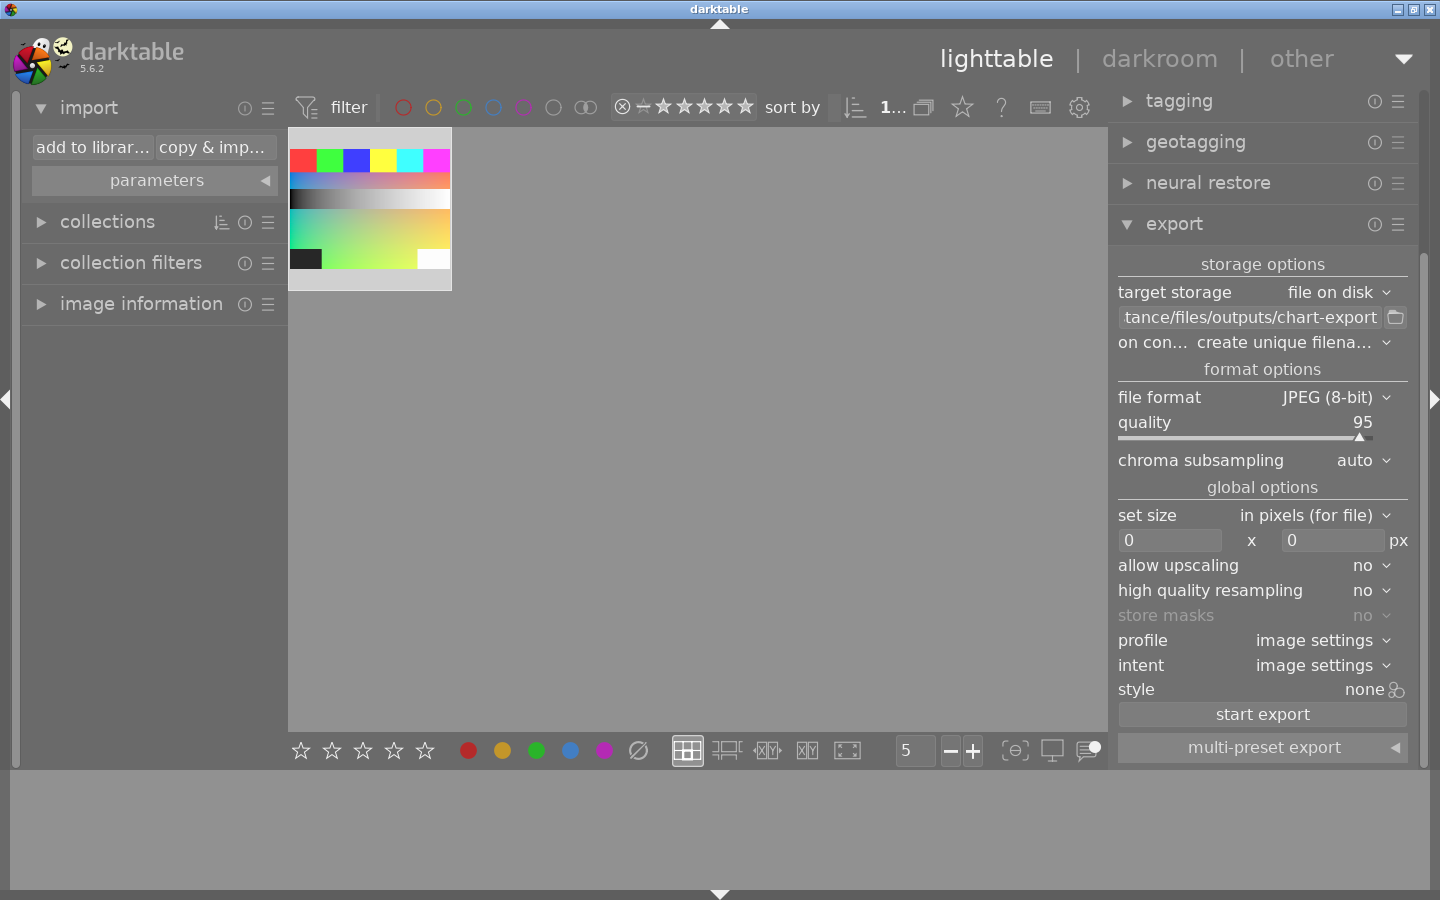 darktable
darktable
5.6.2
lighttable | darkroom | other
import
add to librar... copy & imp...
parameters
collections
collection filters
image information
filter
sort by
1...
tagging
geotagging
neural restore
export
storage options
target storage file on disk
tance/files/outputs/chart-export
on con... create unique filena...
format options
file format JPEG (8-bit)
quality 95
chroma subsampling auto
global options
set size in pixels (for file)
0 x 0 px
allow upscaling no
high quality resampling no
store masks no
profile image settings
intent image settings
style none
start export
multi-preset export
5